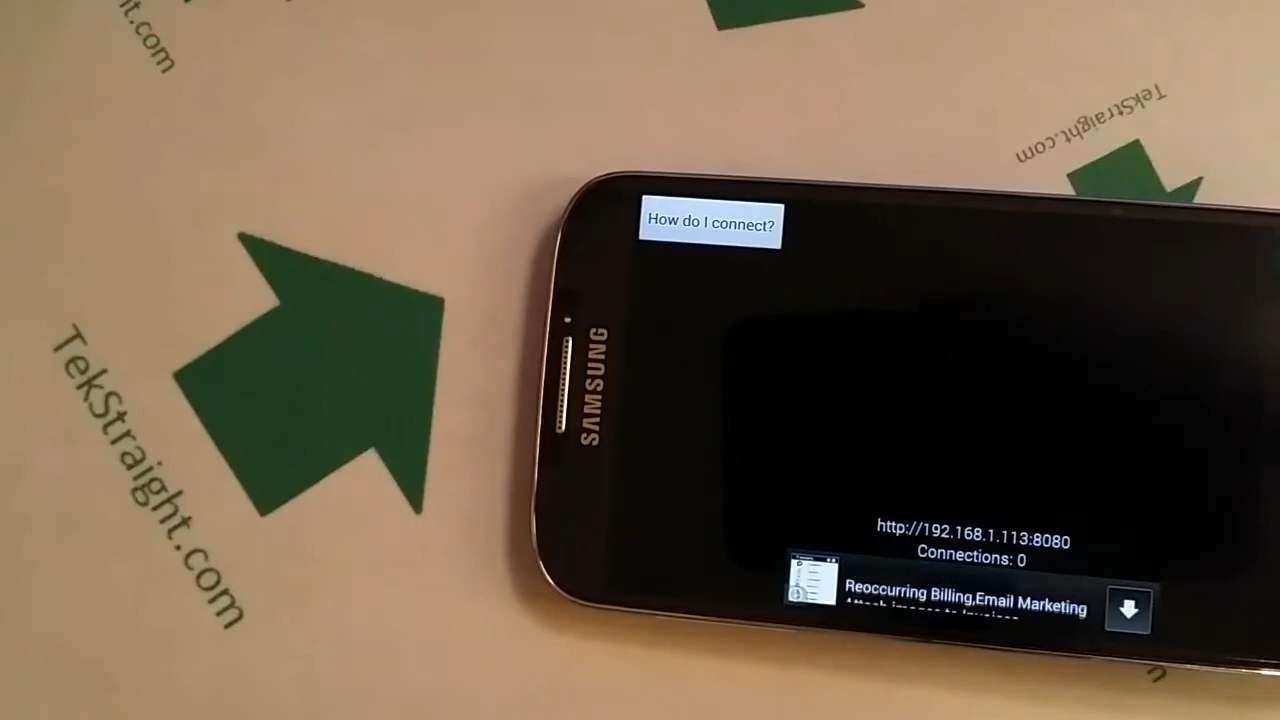 TekStraight.com
TekStraight.com
How do I connect?
SAMSUNG
http://192.168.1.113:8080
Connections: 0
Reoccurring Billing,Email Marketing